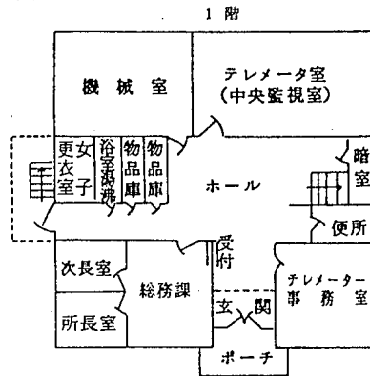 1 階
機 械 室
テレメータ室
(中央監視室)
女子
更衣室
浴室湯沸
物品庫
物品庫
ホール
暗室
便所
受付
次長室
総務課
所長室
テレメーター
事 務 室
玄 関
ポーチ